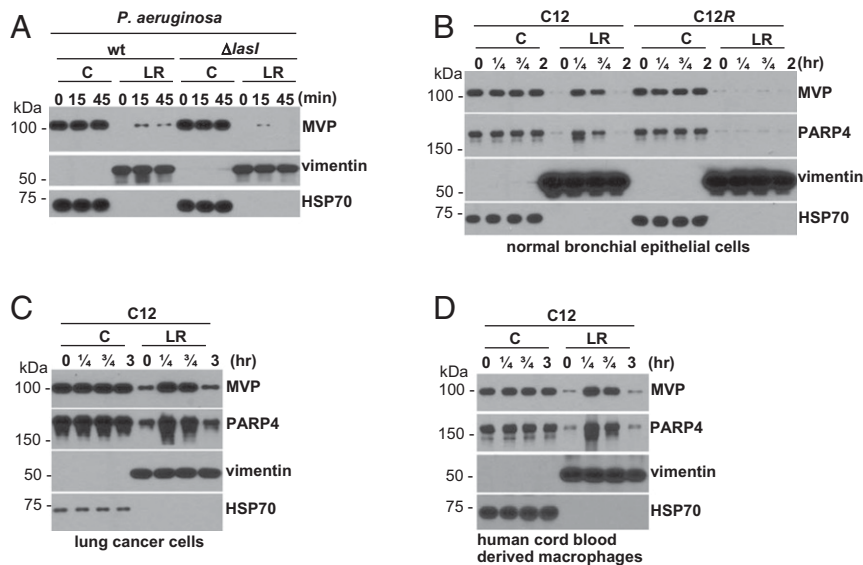 A
P. aeruginosa
wt ΔlasI
C LR C LR
0 15 45 0 15 45 0 15 45 0 15 45 (min)
kDa
100 - MVP
50 - vimentin
75 - HSP70
B
C12 C12R
C LR C LR
0 ¼ ¾ 2 0 ¼ ¾ 2 0 ¼ ¾ 2 0 ¼ ¾ 2 (hr)
kDa
100 - MVP
150 - PARP4
50 - vimentin
75 - HSP70
normal bronchial epithelial cells
C
C12
C LR
0 ¼ ¾ 3 0 ¼ ¾ 3 (hr)
kDa
100 - MVP
150 - PARP4
50 - vimentin
75 - HSP70
lung cancer cells
D
C12
C LR
0 ¼ ¾ 3 0 ¼ ¾ 3 (hr)
kDa
100 - MVP
150 - PARP4
50 - vimentin
75 - HSP70
human cord blood
derived macrophages